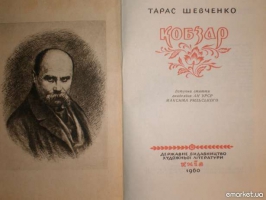 ТАРАС ШЕВЧЕНКО
КОБЗАР
ДЕРЖАВНЕ ВИДАВНИЦТВО
ХУДОЖНЬОЇ ЛІТЕРАТУРИ
Київ
1960
emarket.ua